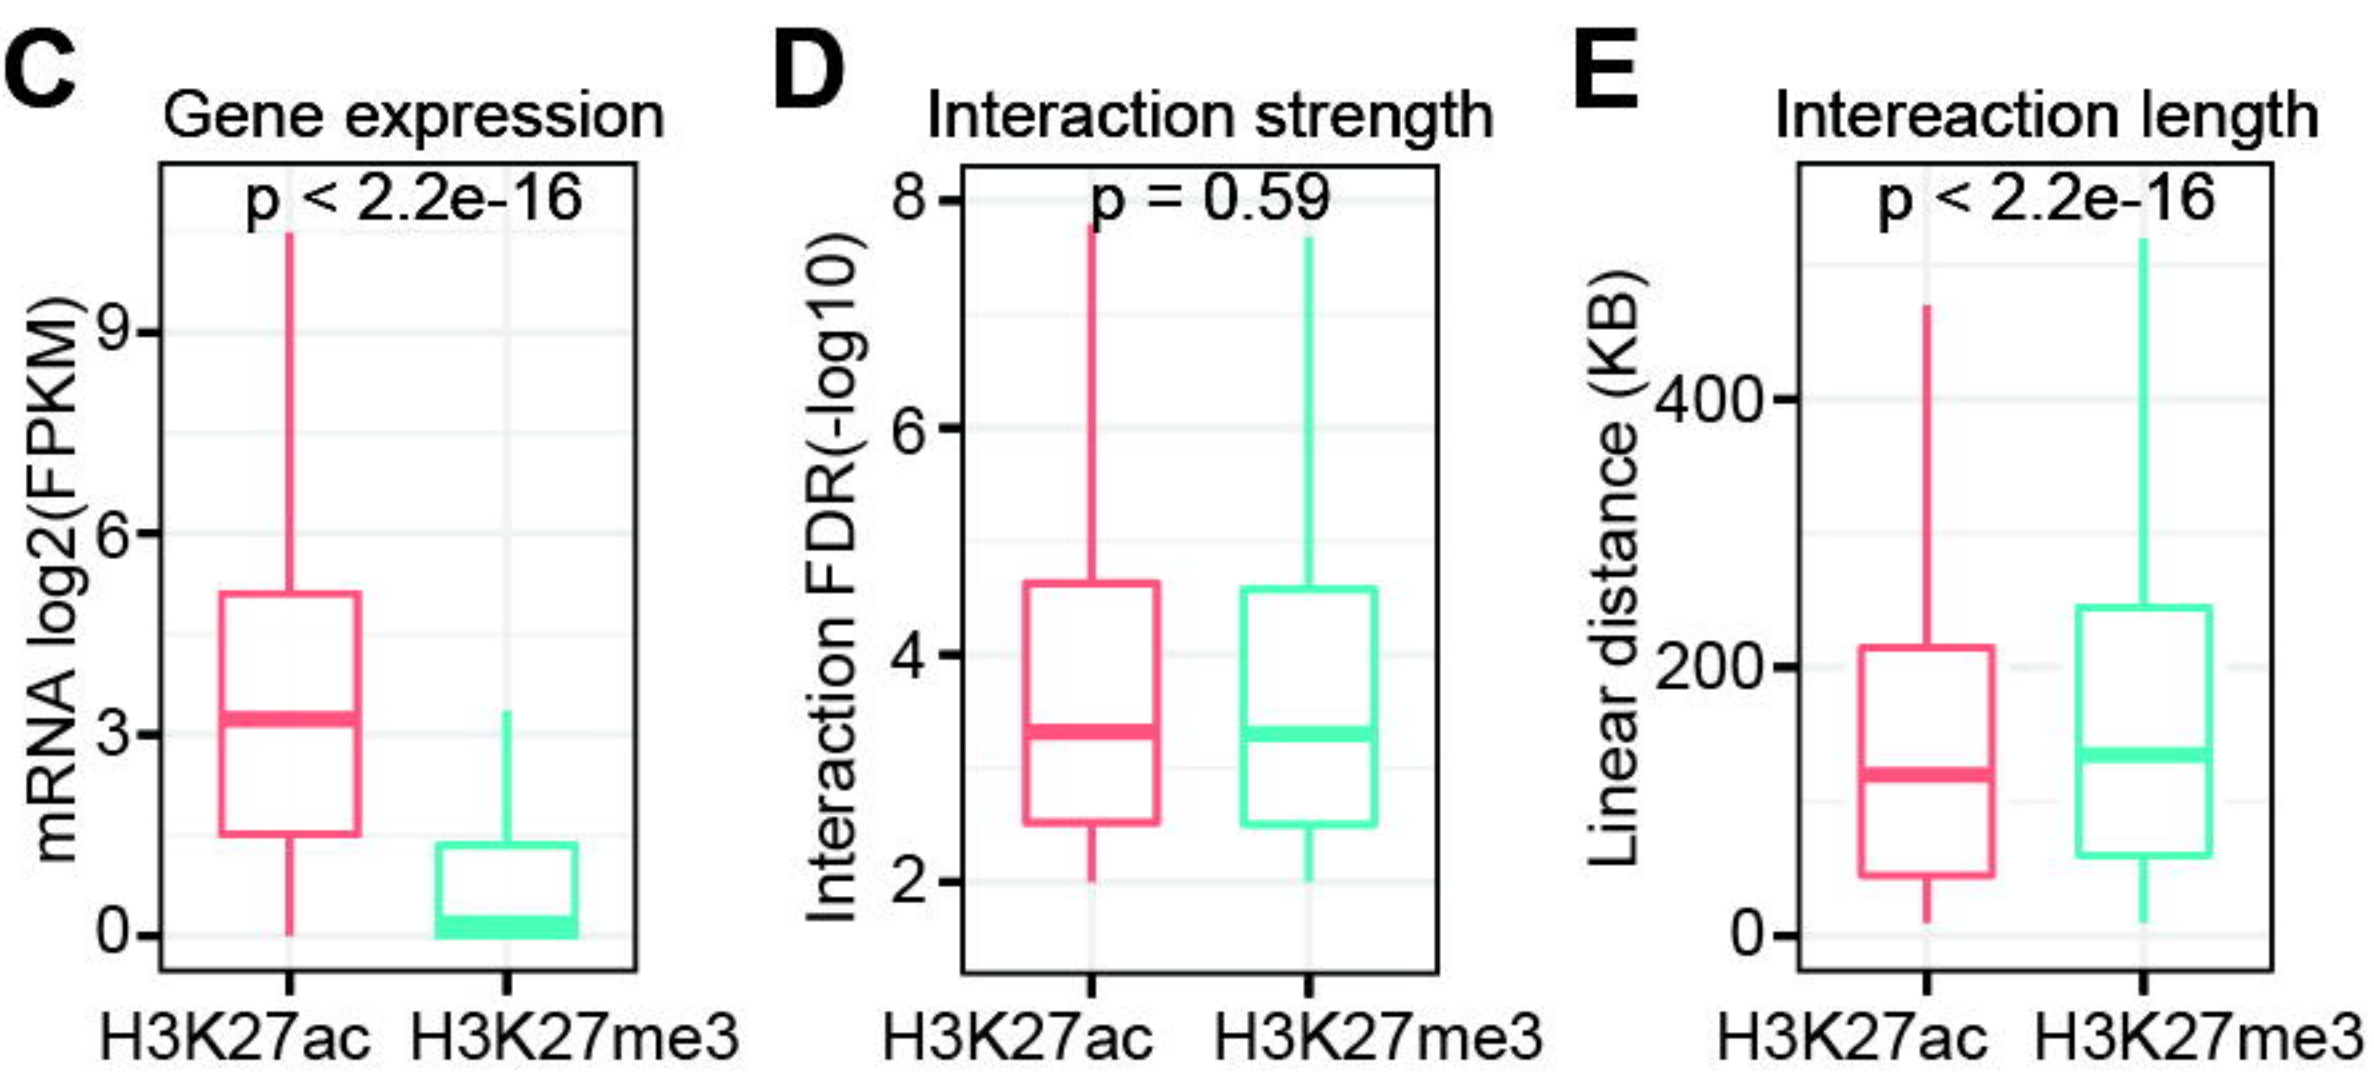 C
Gene expression
p < 2.2e-16
mRNA log2(FPKM)
9
6
3
0
H3K27ac
H3K27me3
D
Interaction strength
p = 0.59
Interaction FDR(-log10)
8
6
4
2
H3K27ac
H3K27me3
E
Intereaction length
p < 2.2e-16
Linear distance (KB)
400
200
0
H3K27ac
H3K27me3